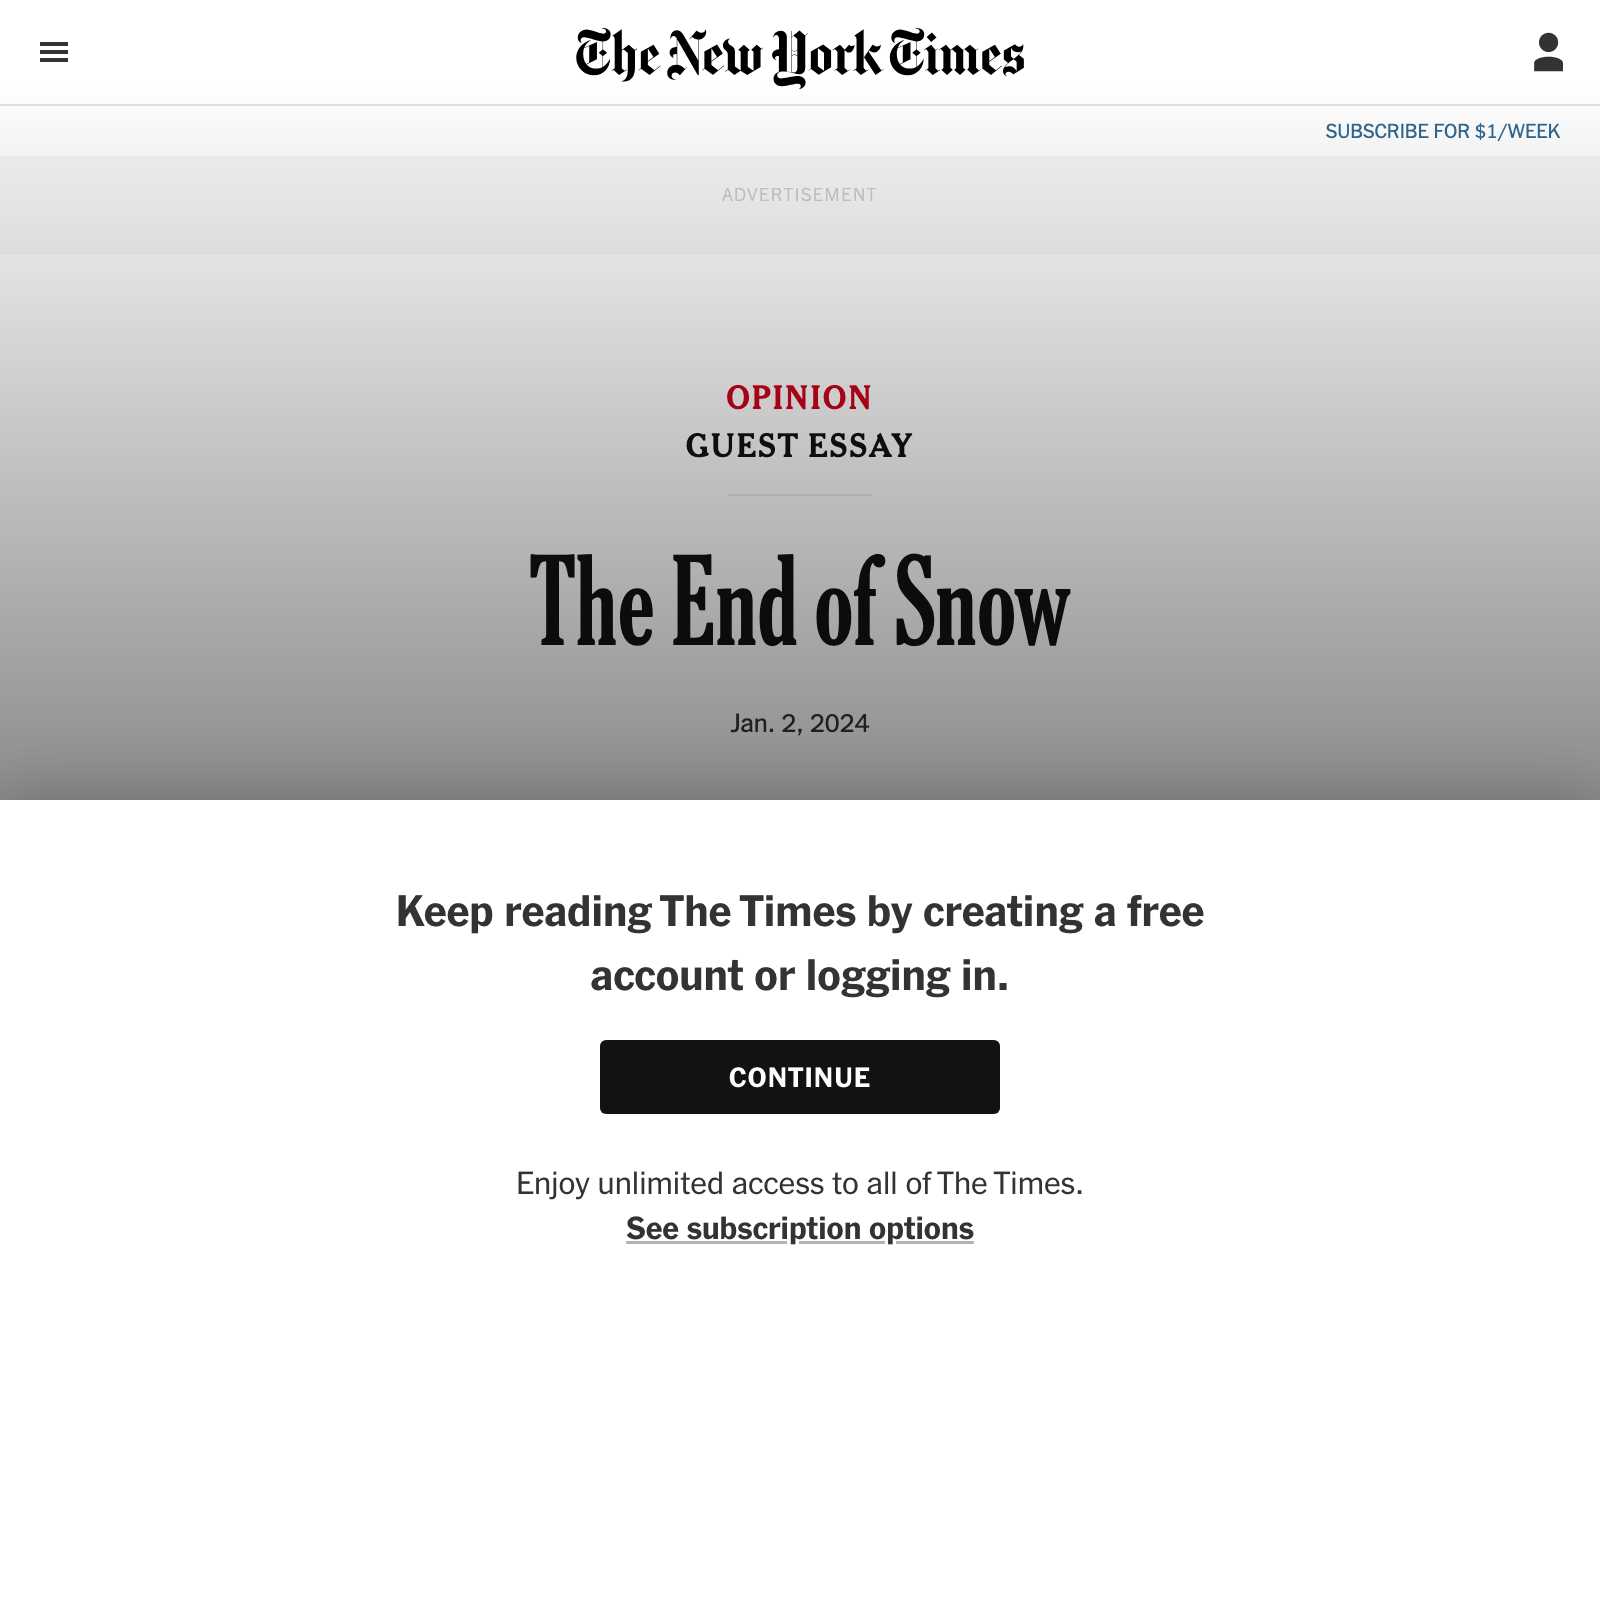 The New York Times
SUBSCRIBE FOR $1/WEEK
ADVERTISEMENT
OPINION
GUEST ESSAY
The End of Snow
Jan. 2, 2024
Keep reading The Times by creating a free
account or logging in.
CONTINUE
Enjoy unlimited access to all of The Times.
See subscription options